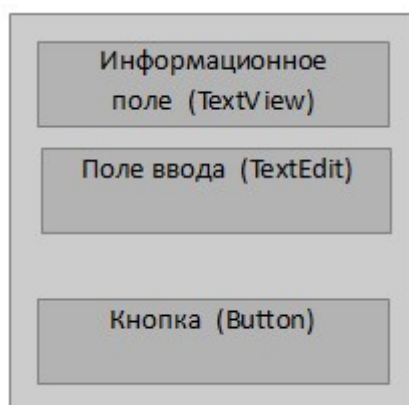 Информационное
поле (TextView)
Поле ввода (TextEdit)
Кнопка (Button)